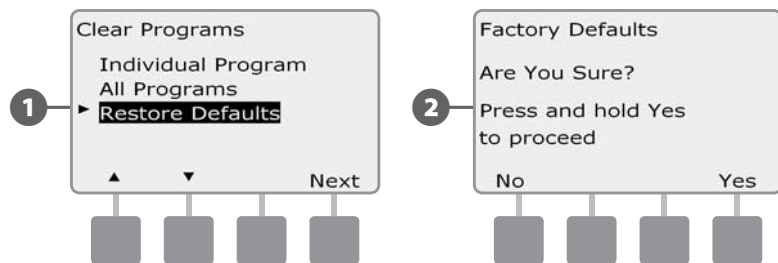 Clear Programs
Individual Program
All Programs
1
► Restore Defaults
▲ ▼ Next
Factory Defaults
Are You Sure?
2
Press and hold Yes
to proceed
No Yes